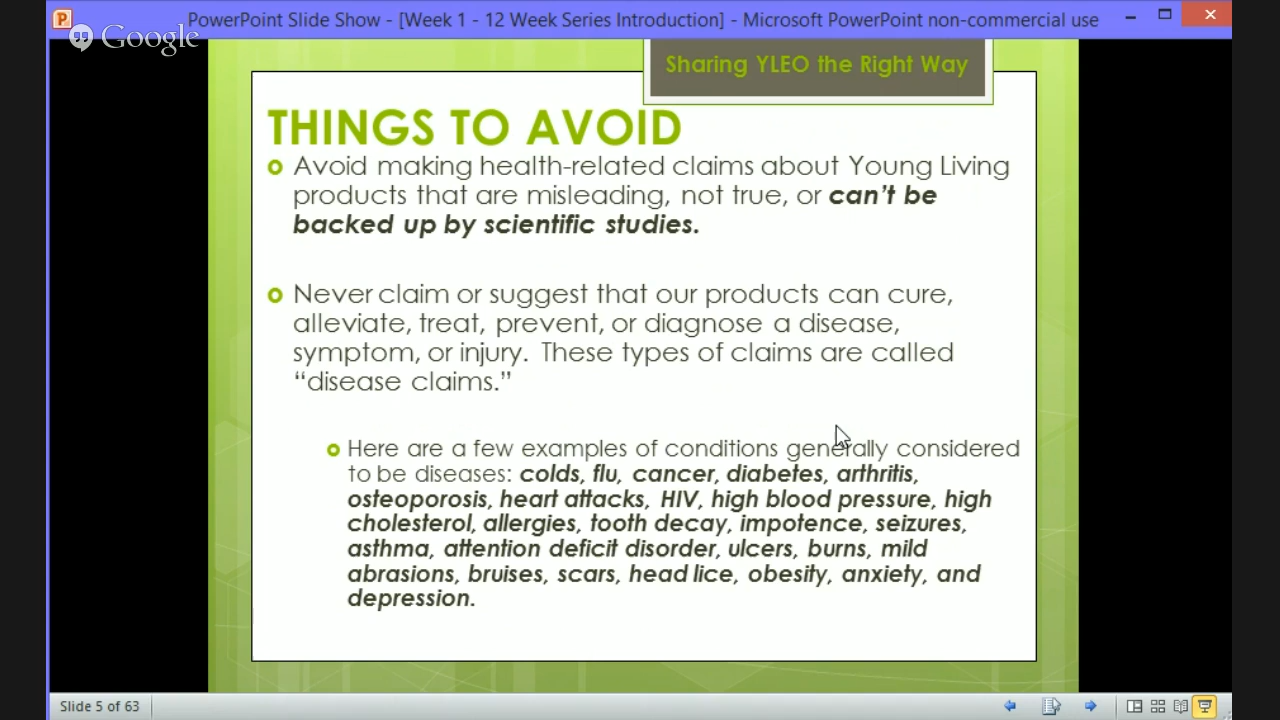 PowerPoint Slide Show - [Week 1 - 12 Week Series Introduction] - Microsoft PowerPoint non-commercial use
Google
Sharing YLEO the Right Way
THINGS TO AVOID
Avoid making health-related claims about Young Living
products that are misleading, not true, or can't be
backed up by scientific studies.
Never claim or suggest that our products can cure,
alleviate, treat, prevent, or diagnose a disease,
symptom, or injury. These types of claims are called
“disease claims.”
Here are a few examples of conditions generally considered
to be diseases: colds, flu, cancer, diabetes, arthritis,
osteoporosis, heart attacks, HIV, high blood pressure, high
cholesterol, allergies, tooth decay, impotence, seizures,
asthma, attention deficit disorder, ulcers, burns, mild
abrasions, bruises, scars, head lice, obesity, anxiety, and
depression.
Slide 5 of 63